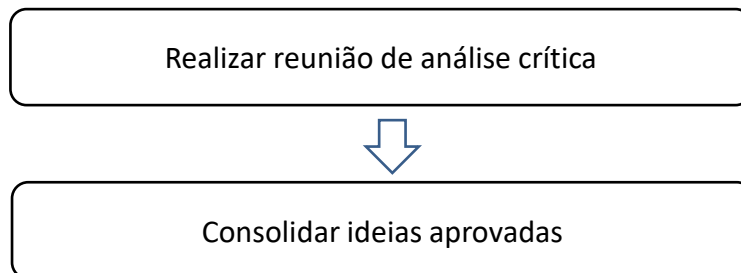 Realizar reunião de análise crítica
Consolidar ideias aprovadas